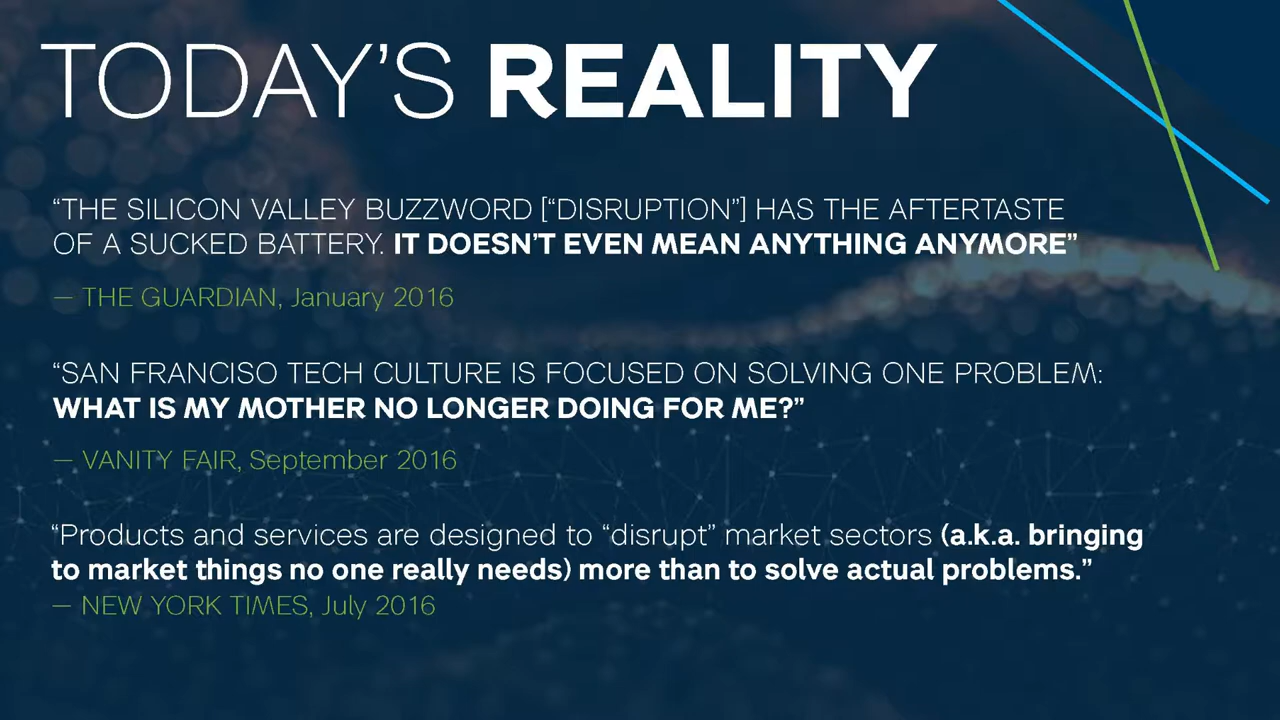 TODAY'S REALITY
“THE SILICON VALLEY BUZZWORD [“DISRUPTION”] HAS THE AFTERTASTE
OF A SUCKED BATTERY. IT DOESN'T EVEN MEAN ANYTHING ANYMORE”
— THE GUARDIAN, January 2016
“SAN FRANCISO TECH CULTURE IS FOCUSED ON SOLVING ONE PROBLEM:
WHAT IS MY MOTHER NO LONGER DOING FOR ME?”
— VANITY FAIR, September 2016
“Products and services are designed to “disrupt” market sectors (a.k.a. bringing
to market things no one really needs) more than to solve actual problems.”
— NEW YORK TIMES, July 2016